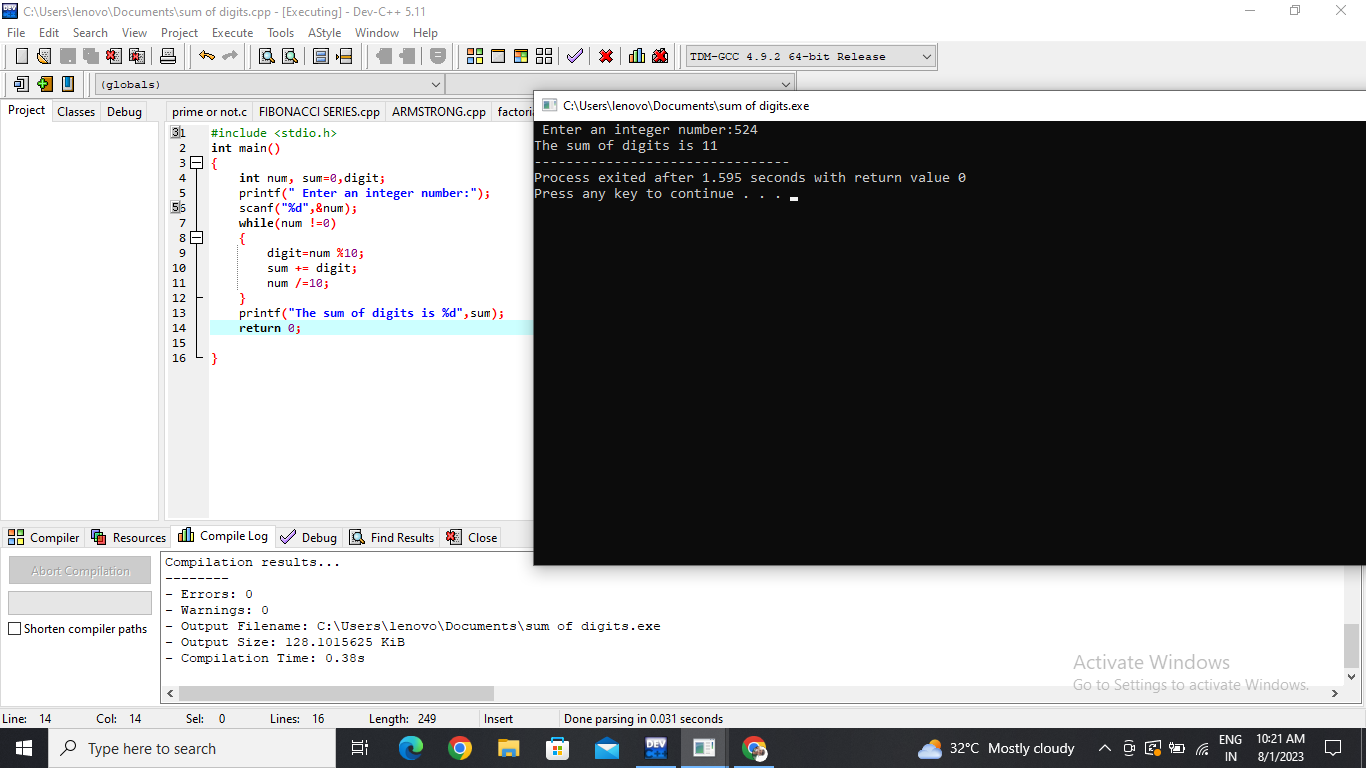 C:\Users\lenovo\Documents\sum of digits.cpp - [Executing] - Dev-C++ 5.11
File Edit Search View Project Execute Tools AStyle Window Help
TDM-GCC 4.9.2 64-bit Release
(globals)
Project Classes Debug
prime or not.c FIBONACCI SERIES.cpp ARMSTRONG.cpp factoria
1 #include <stdio.h>
2 int main()
3 {
4 int num, sum=0,digit;
5 printf(" Enter an integer number:");
6 scanf("%d",&num);
7 while(num !=0)
8 {
9 digit=num %10;
10 sum += digit;
11 num /=10;
12 }
13 printf("The sum of digits is %d",sum);
14 return 0;
15
16 }
C:\Users\lenovo\Documents\sum of digits.exe
Enter an integer number:524
The sum of digits is 11
--------------------------------
Process exited after 1.595 seconds with return value 0
Press any key to continue . . .
Compiler Resources Compile Log Debug Find Results Close
Abort Compilation
Shorten compiler paths
Compilation results...
--------
- Errors: 0
- Warnings: 0
- Output Filename: C:\Users\lenovo\Documents\sum of digits.exe
- Output Size: 128.1015625 KiB
- Compilation Time: 0.38s
Activate Windows
Go to Settings to activate Windows.
Line: 14 Col: 14 Sel: 0 Lines: 16 Length: 249 Insert Done parsing in 0.031 seconds
Type here to search
DEV
32°C Mostly cloudy
ENG
IN
10:21 AM
8/1/2023